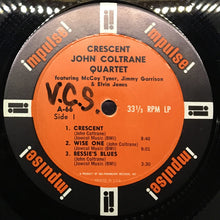 CRESCENT
JOHN COLTRANE
QUARTET
featuring McCoy Tyner, Jimmy Garrison
& Elvin Jones
V.G.S.
A-66
Side 1
33⅓ RPM LP
1. CRESCENT
(John Coltrane)
(Jowcol Music (BMI) 8:40
2. WISE ONE
(John Coltrane)
(Jowcol Music (BMI) 9:00
3. BESSIE'S BLUES
(John Coltrane)
(Jowcol Music (BMI) 3:30
impulse!
impulse!
impulse!
impulse!